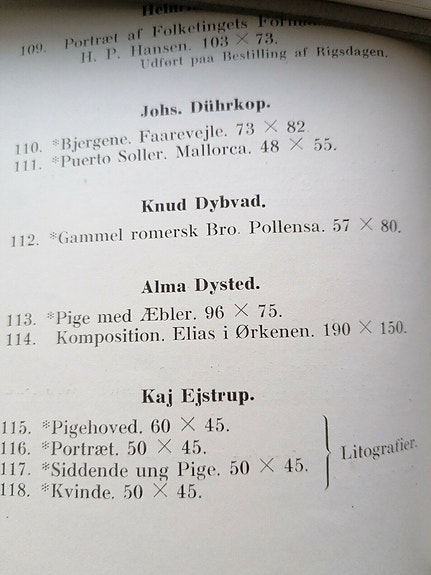 109. Portræt af Folketingets
H. P. Hansen. 103 × 73.
Udført paa Bestilling af Rigsdagen.
Johs. Dührkop.
110. *Bjergene. Faarevejle. 73 × 82
111. *Puerto Soller. Mallorca. 48 × 55.
Knud Dybvad.
112. *Gammel romersk Bro. Pollensa. 57 × 80.
Alma Dysted.
113. *Pige med Æbler. 96 × 75.
114. Komposition. Elias i Ørkenen. 190 × 150.
Kaj Ejstrup.
115. *Pigehoved. 60 × 45.
116. *Portræt. 50 × 45.
117. *Siddende ung Pige. 50 × 45.
118. *Kvinde. 50 × 45.
Litografier.